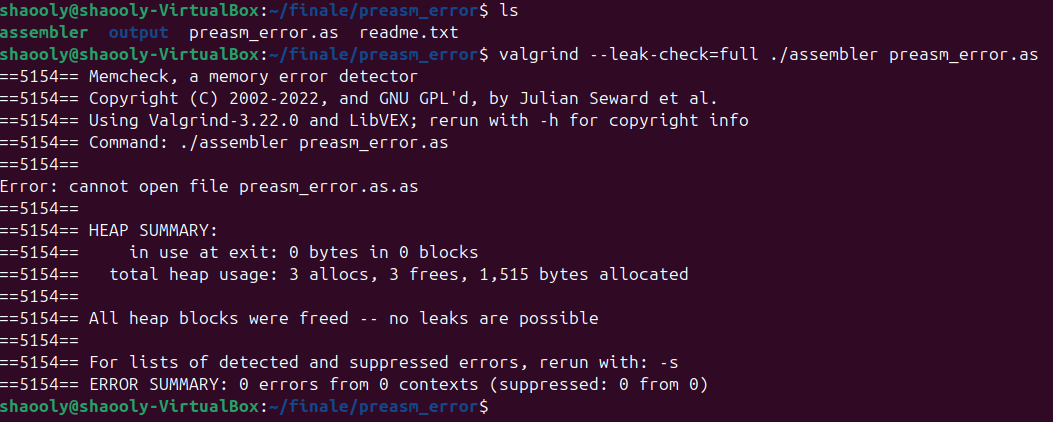 shaooly@shaooly-VirtualBox:~/finale/preasm_error$ ls
assembler  output  preasm_error.as  readme.txt
shaooly@shaooly-VirtualBox:~/finale/preasm_error$ valgrind --leak-check=full ./assembler preasm_error.as
==5154== Memcheck, a memory error detector
==5154== Copyright (C) 2002-2022, and GNU GPL'd, by Julian Seward et al.
==5154== Using Valgrind-3.22.0 and LibVEX; rerun with -h for copyright info
==5154== Command: ./assembler preasm_error.as
==5154==
Error: cannot open file preasm_error.as.as
==5154==
==5154== HEAP SUMMARY:
==5154==     in use at exit: 0 bytes in 0 blocks
==5154==   total heap usage: 3 allocs, 3 frees, 1,515 bytes allocated
==5154==
==5154== All heap blocks were freed -- no leaks are possible
==5154==
==5154== For lists of detected and suppressed errors, rerun with: -s
==5154== ERROR SUMMARY: 0 errors from 0 contexts (suppressed: 0 from 0)
shaooly@shaooly-VirtualBox:~/finale/preasm_error$